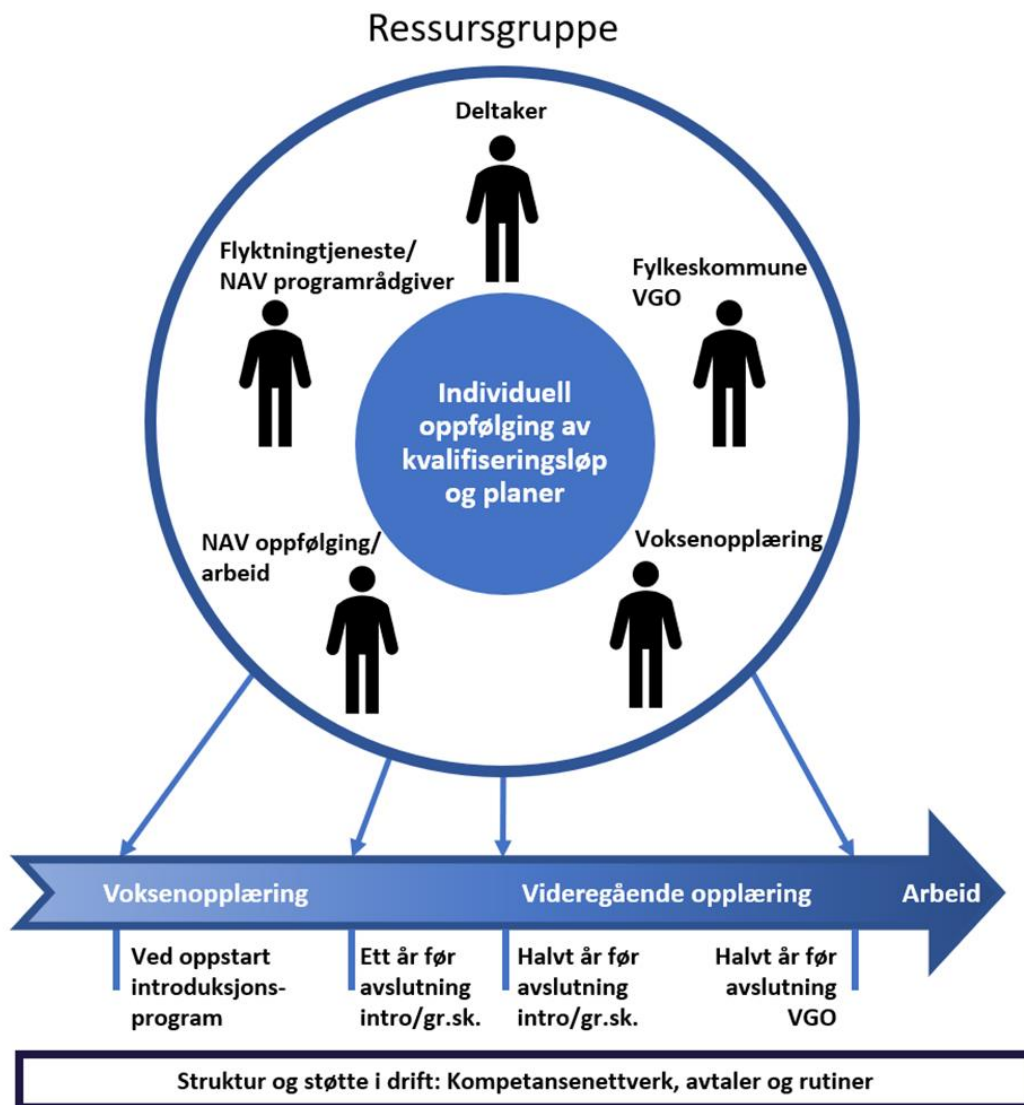 Ressursgruppe
Deltaker
Flyktningtjeneste/
NAV programrådgiver
Fylkeskommune
VGO
Individuell
oppfølging av
kvalifiseringsløp
og planer
NAV oppfølging/
arbeid
Voksenopplæring
Voksenopplæring
Videregående opplæring
Arbeid
Ved oppstart
introduksjons-
program
Ett år før
avslutning
intro/gr.sk.
Halvt år før
avslutning
intro/gr.sk.
Halvt år før
avslutning
VGO
Struktur og støtte i drift: Kompetansenettverk, avtaler og rutiner